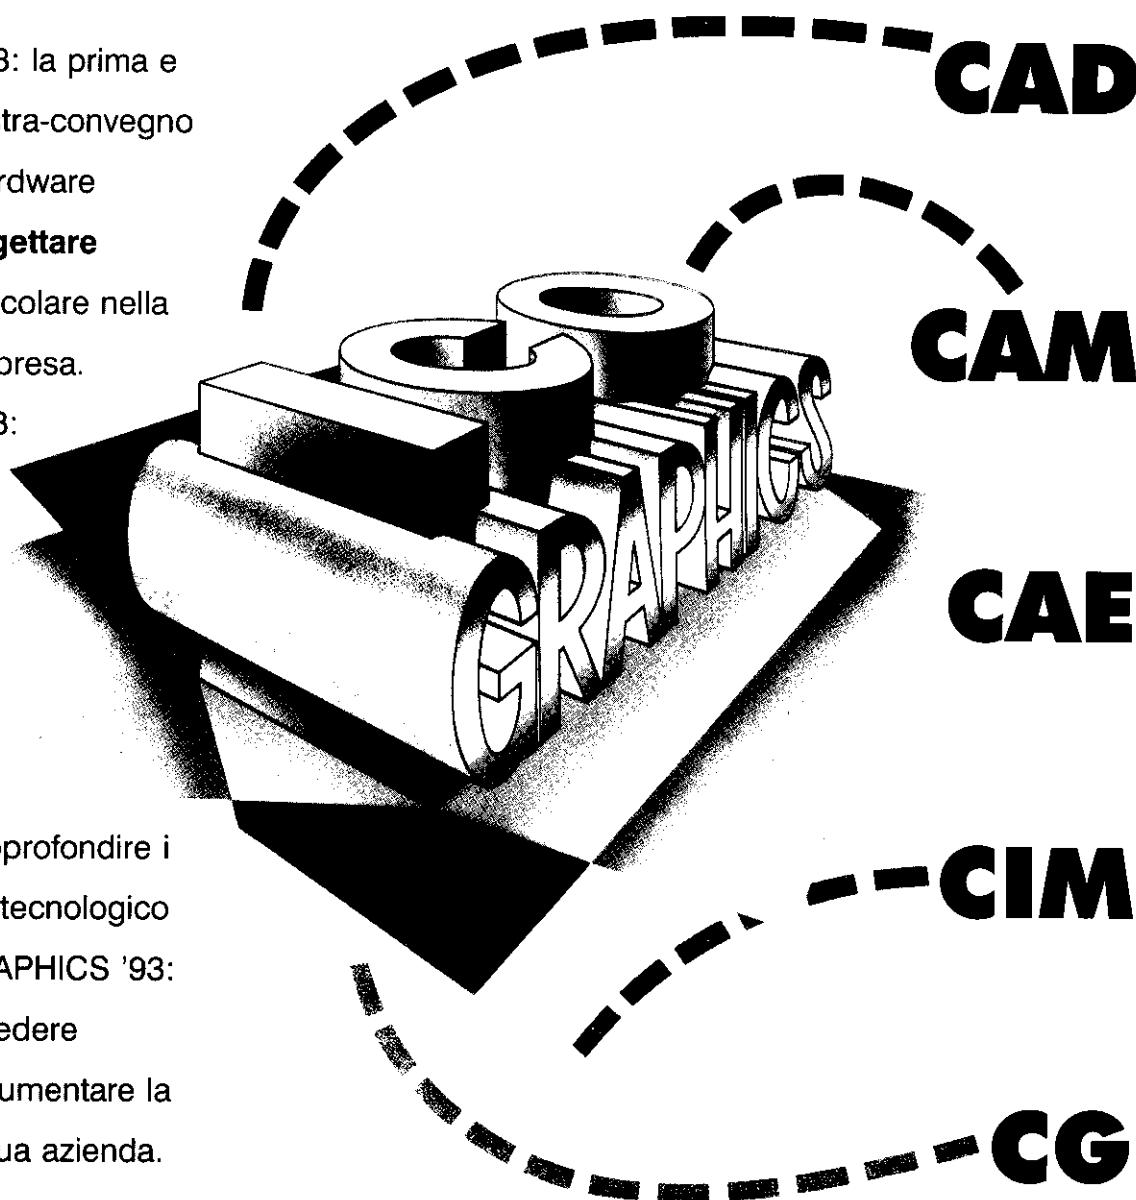 3: la prima e
tra-convegno
rdware
gettare
colare nella
presa.
3:
profondire i
tecnologico
APHICS '93:
edere
umentare la
ua azienda.
ICO
GRAPHICS
CAD
CAM
CAE
CIM
CG